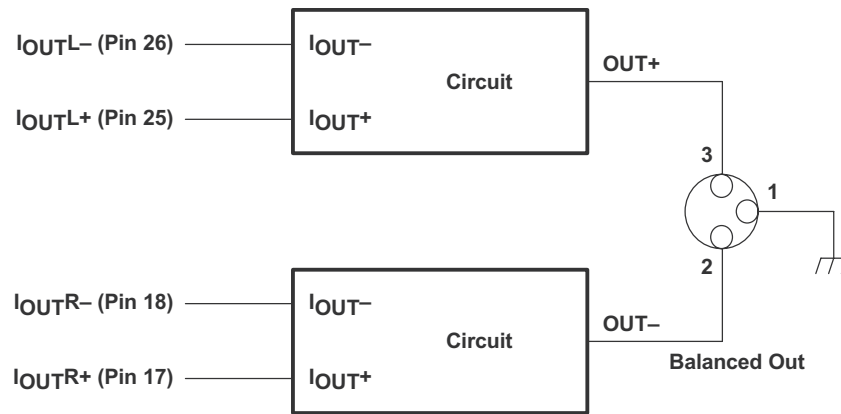 IOUTL– (Pin 26)
IOUT–
Circuit
OUT+
IOUTL+ (Pin 25)
IOUT+
3
1
2
IOUTR– (Pin 18)
IOUT–
Circuit
OUT–
Balanced Out
IOUTR+ (Pin 17)
IOUT+